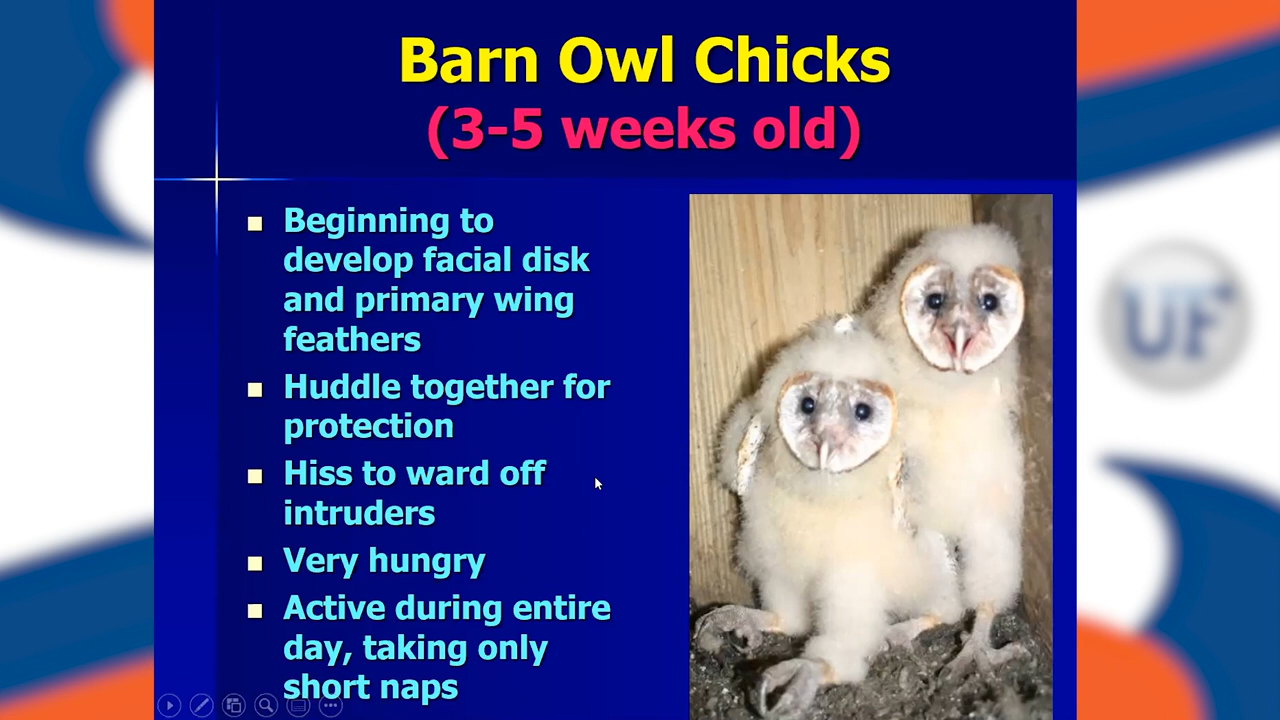 Barn Owl Chicks
(3-5 weeks old)
Beginning to
develop facial disk
and primary wing
feathers
Huddle together for
protection
Hiss to ward off
intruders
Very hungry
Active during entire
day, taking only
short naps
UF